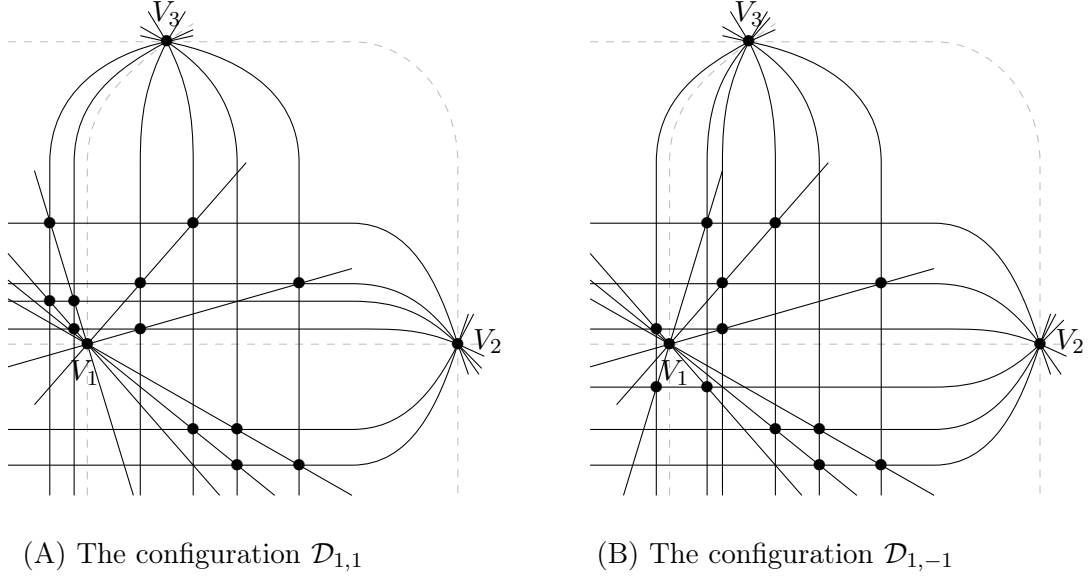 V₃ V₃
V₂ V₂
V₁ V₁
(A) The configuration 𝒟₁,₁ (B) The configuration 𝒟₁,₋₁